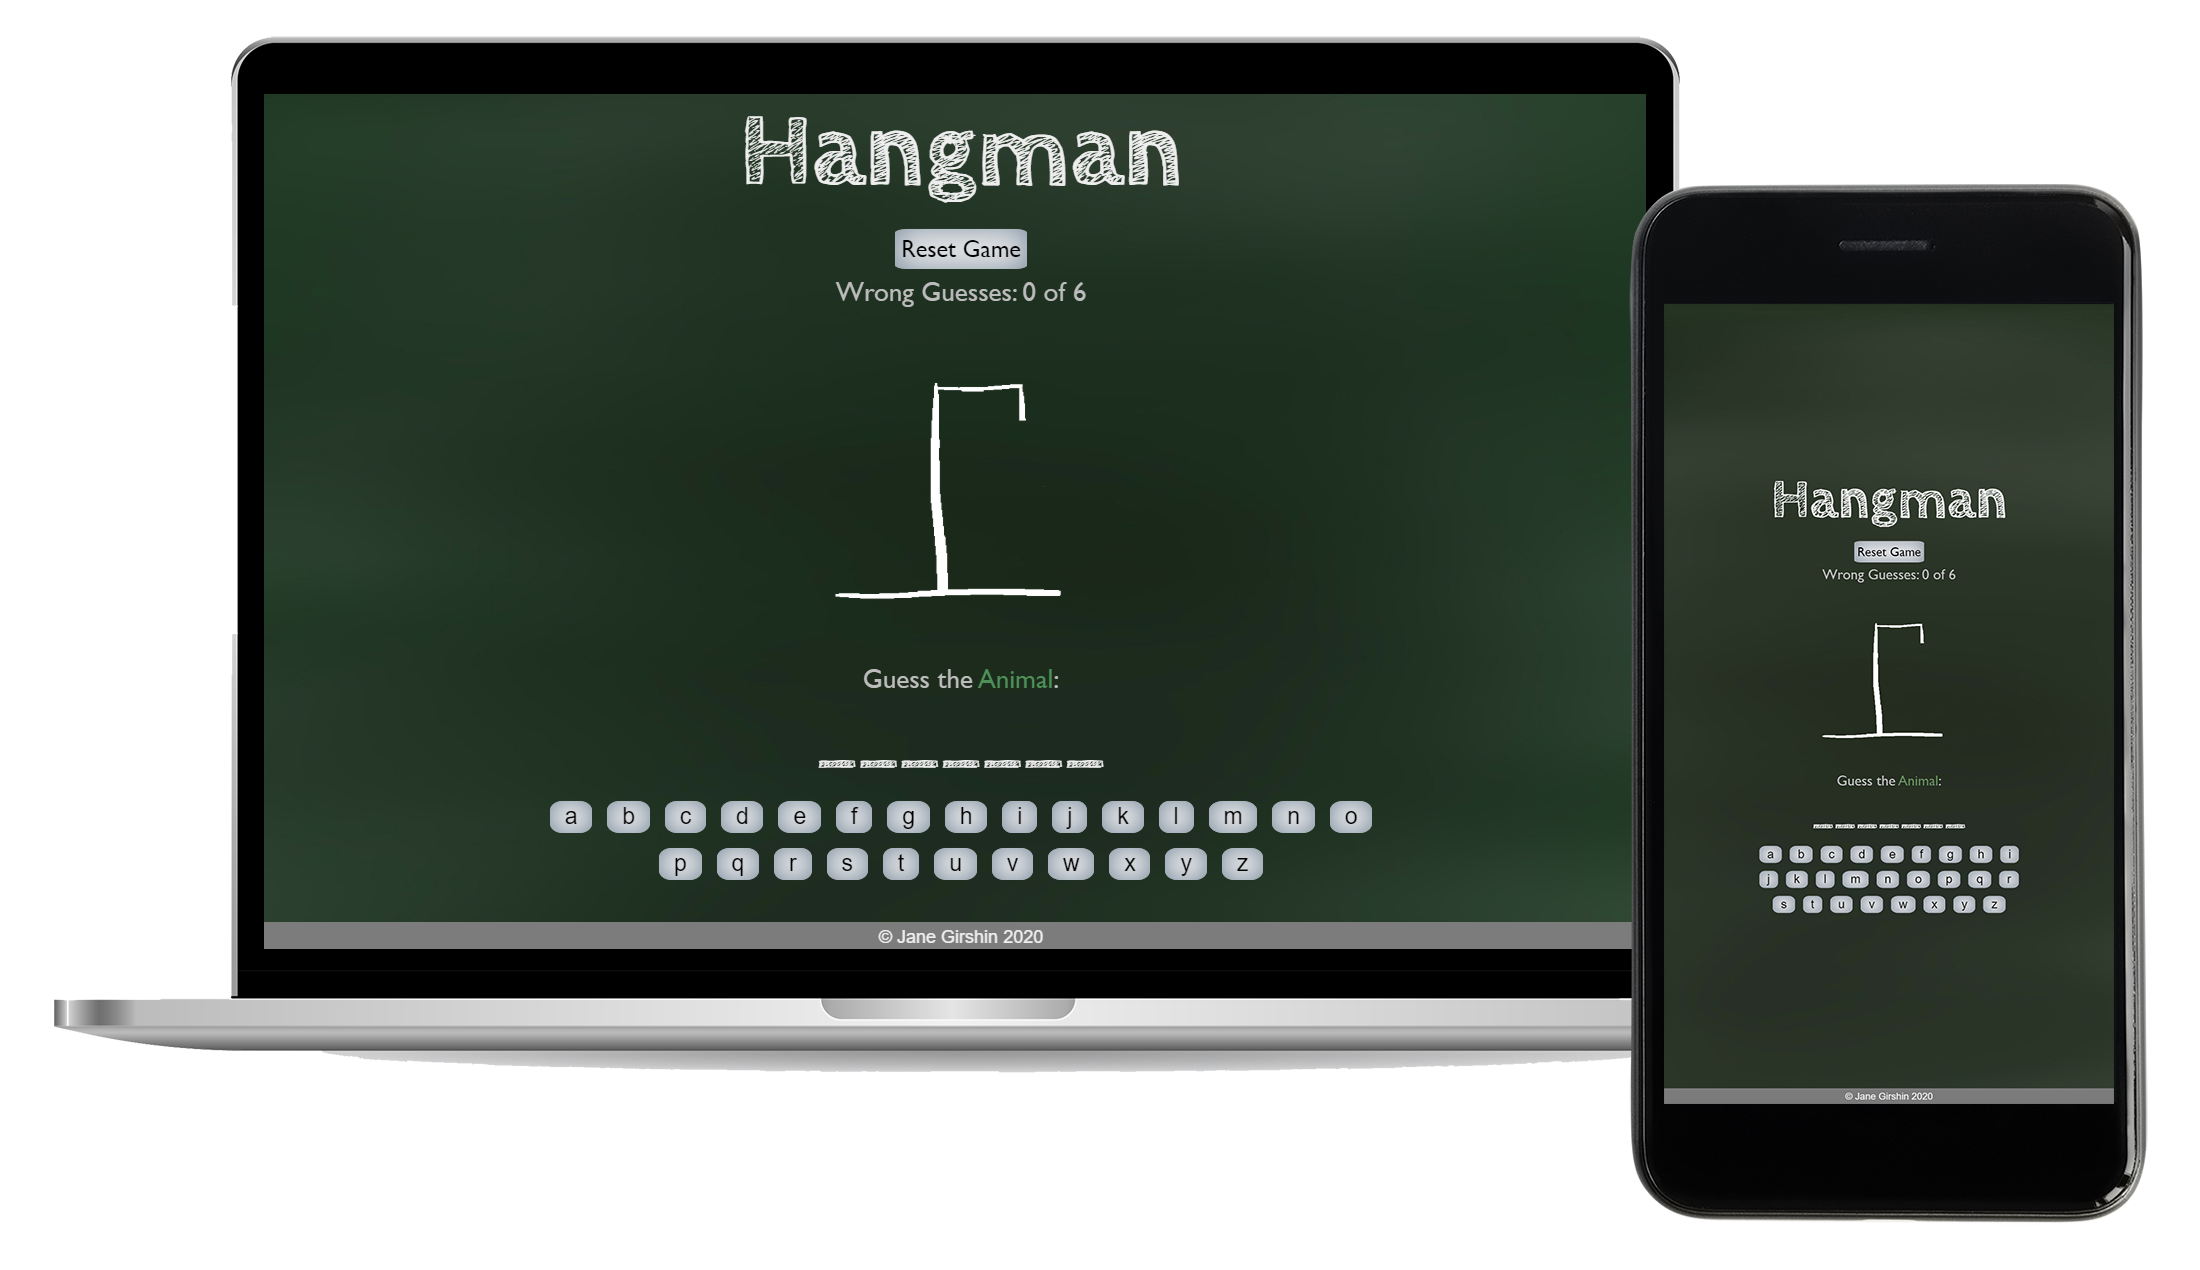 Hangman
Reset Game
Wrong Guesses: 0 of 6
Guess the Animal:
_ _ _ _ _ _ _
a b c d e f g h i j k l m n o
p q r s t u v w x y z
© Jane Girshin 2020
Hangman
Reset Game
Wrong Guesses: 0 of 6
Guess the Animal:
_ _ _ _ _ _ _
a b c d e f g h i
j k l m n o p q r
s t u v w x y z
© Jane Girshin 2020